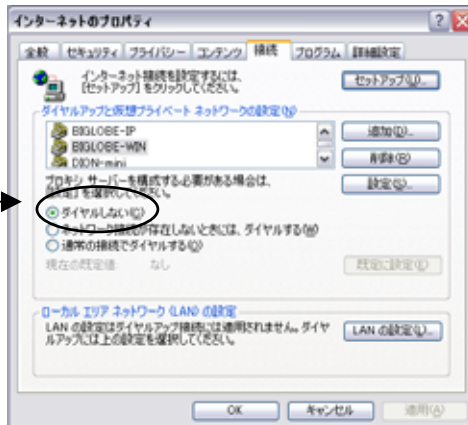 インターネットのプロパティ
全般 セキュリティ プライバシー コンテンツ 接続 プログラム 詳細設定
インターネット接続を設定するには、
[セットアップ] をクリックしてください。
セットアップ(U)...
ダイヤルアップと仮想プライベート ネットワークの設定(N)
BIGLOBE-IP
BIGLOBE-WIN
DION-mini
追加(D)...
削除(R)
プロキシ サーバーを構成する必要がある場合は、
[設定] を選択してください。
設定(S)...
ダイヤルしない(C)
ネットワーク接続が存在しないときには、ダイヤルする(W)
通常の接続でダイヤルする(O)
現在の既定値: なし
既定に設定(E)
ローカル エリア ネットワーク (LAN) の設定
LAN の設定はダイヤルアップ接続には適用されません。ダイヤ
ルアップには上の設定を選択してください。
LAN の設定(L)...
OK キャンセル 適用(A)